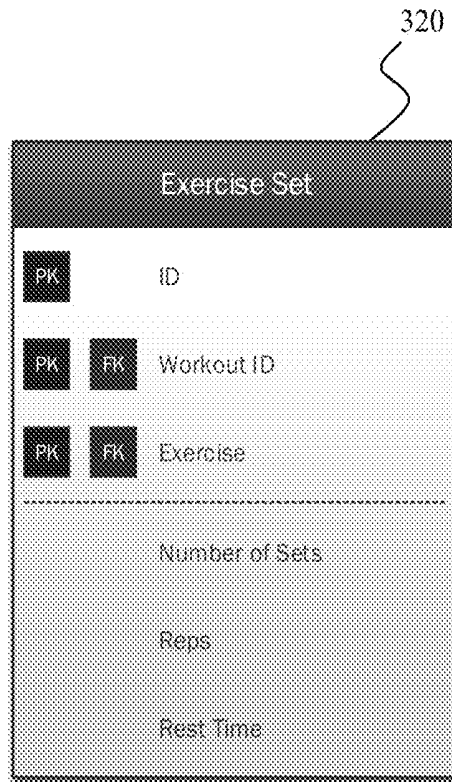 320
Exercise Set
PK ID
PK FK Workout ID
PK FK Exercise
Number of Sets
Reps
Rest Time